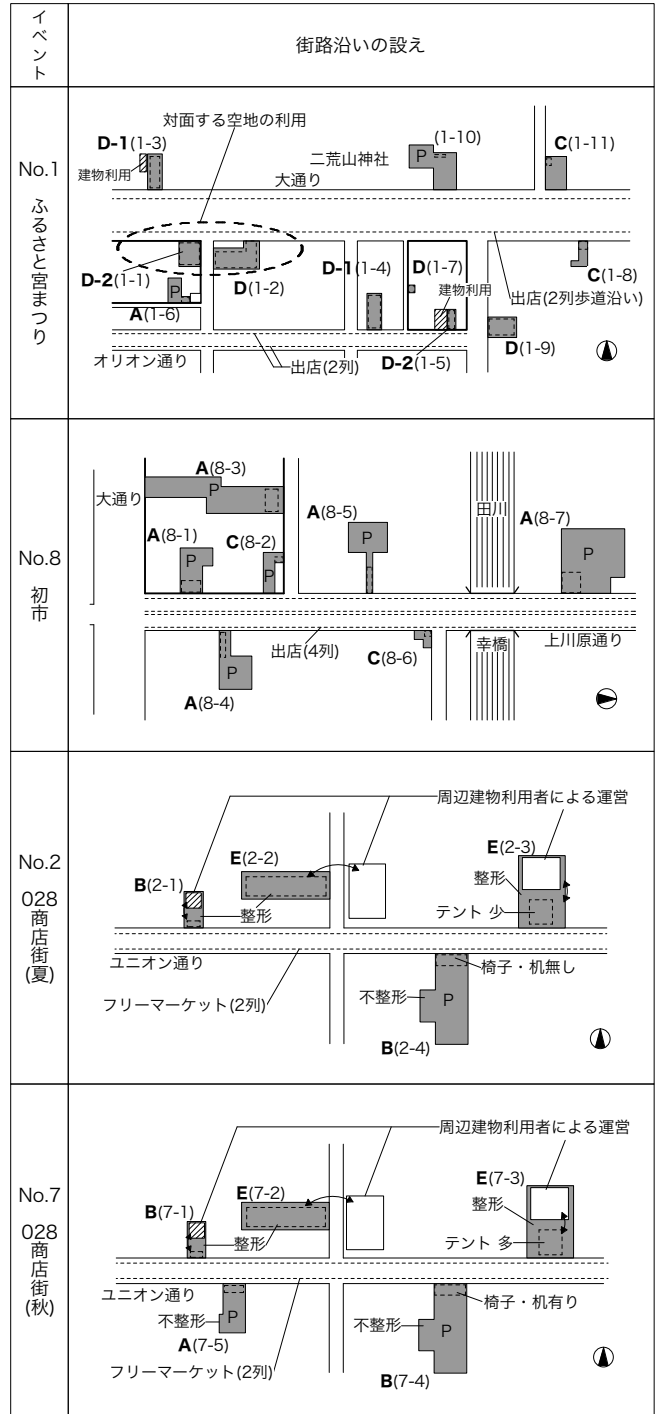 イベント
街路沿いの設え
No.1
ふるさと宮まつり
対面する空地の利用
D-1(1-3)
建物利用
二荒山神社
大通り
(1-10)
P
C(1-11)
D-2(1-1)
D(1-2)
P
A(1-6)
D-1(1-4)
D(1-7)
建物利用
C(1-8)
出店(2列歩道沿い)
オリオン通り
出店(2列)
D-2(1-5)
D(1-9)
No.8
初市
大通り
A(8-3)
P
A(8-1)
P
C(8-2)
P
A(8-5)
P
田川
A(8-7)
P
出店(4列)
P
A(8-4)
C(8-6)
幸橋
上川原通り
No.2
028商店街(夏)
周辺建物利用者による運営
B(2-1)
E(2-2)
整形
E(2-3)
整形
テント 少
ユニオン通り
フリーマーケット(2列)
椅子・机無し
不整形
P
B(2-4)
No.7
028商店街(秋)
周辺建物利用者による運営
B(7-1)
E(7-2)
整形
E(7-3)
整形
テント 多
ユニオン通り
不整形
P
A(7-5)
フリーマーケット(2列)
椅子・机有り
不整形
P
B(7-4)